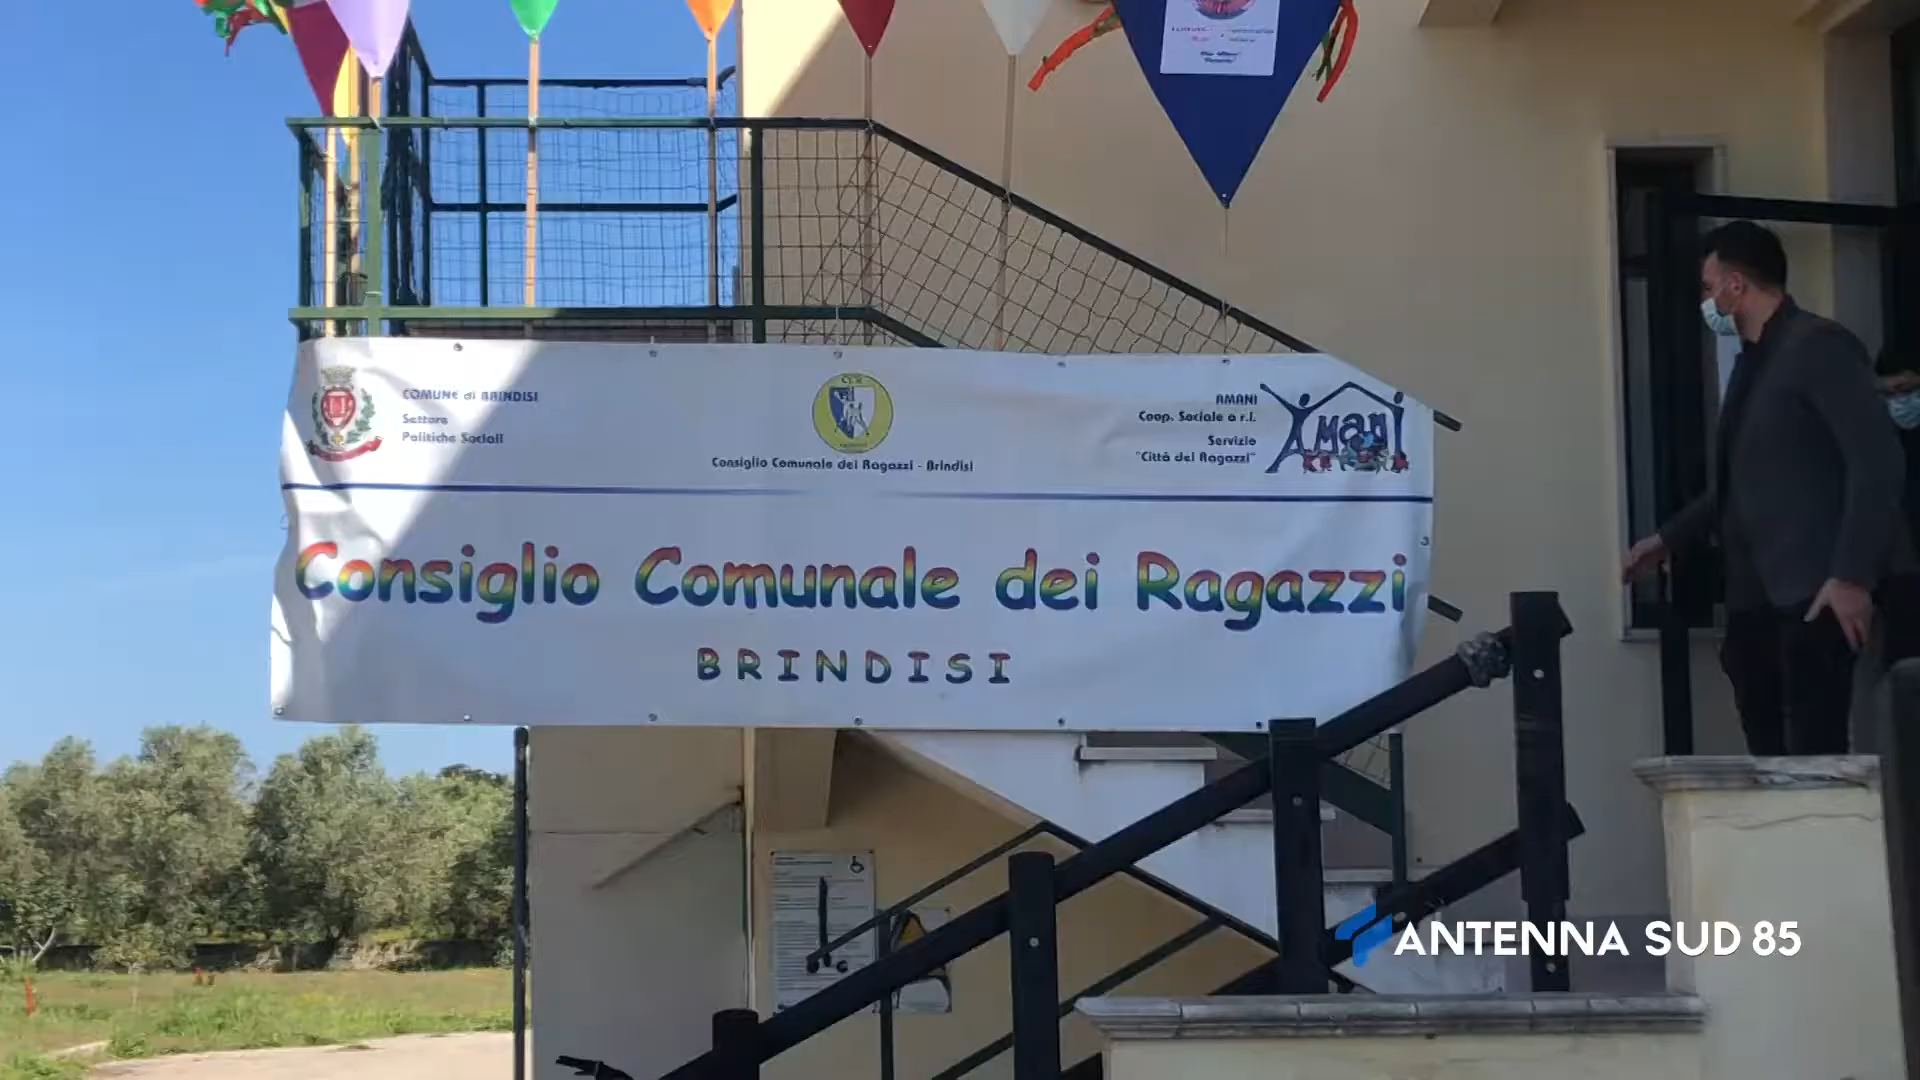 COMUNE di BRINDISI
Settore
Politiche Sociali
Consiglio Comunale dei Ragazzi - Brindisi
AMANI
Coop. Sociale a r.l.
Servizio
"Città dei Ragazzi"
Amani
Consiglio Comunale dei Ragazzi
BRINDISI
ANTENNA SUD 85